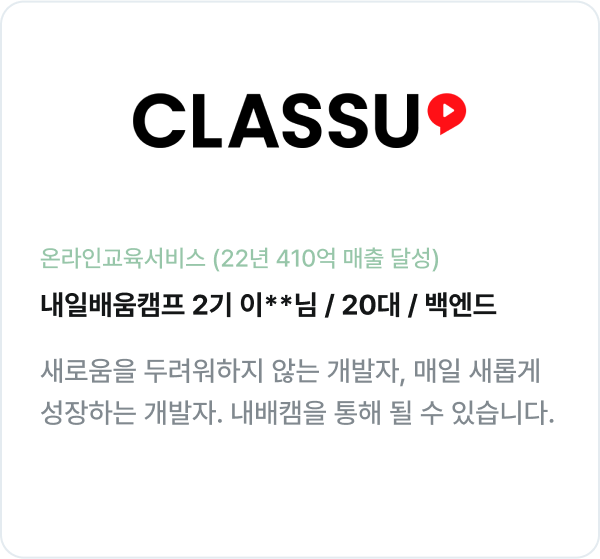 CLASSU
온라인교육서비스 (22년 410억 매출 달성)
내일배움캠프 2기 이**님 / 20대 / 백엔드
새로움을 두려워하지 않는 개발자, 매일 새롭게
성장하는 개발자. 내배캠을 통해 될 수 있습니다.